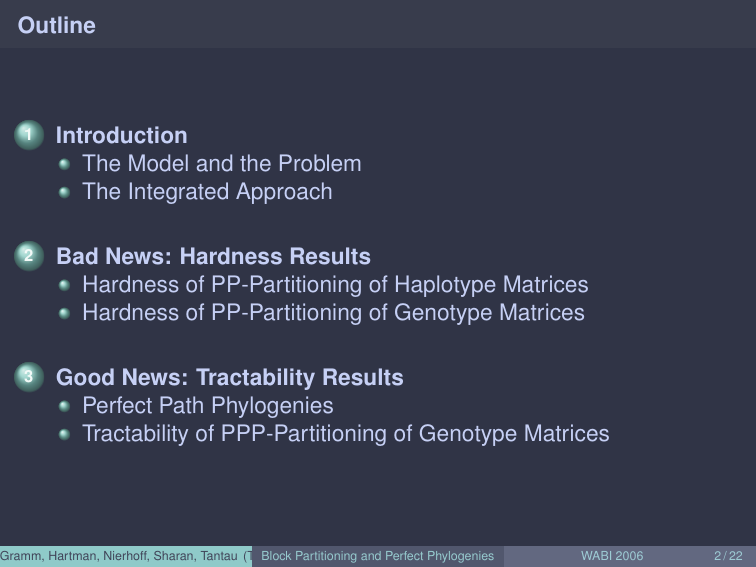 Outline
1 Introduction
The Model and the Problem
The Integrated Approach
2 Bad News: Hardness Results
Hardness of PP-Partitioning of Haplotype Matrices
Hardness of PP-Partitioning of Genotype Matrices
3 Good News: Tractability Results
Perfect Path Phylogenies
Tractability of PPP-Partitioning of Genotype Matrices
Gramm, Hartman, Nierhoff, Sharan, Tantau (T Block Partitioning and Perfect Phylogenies WABI 2006 2 / 22